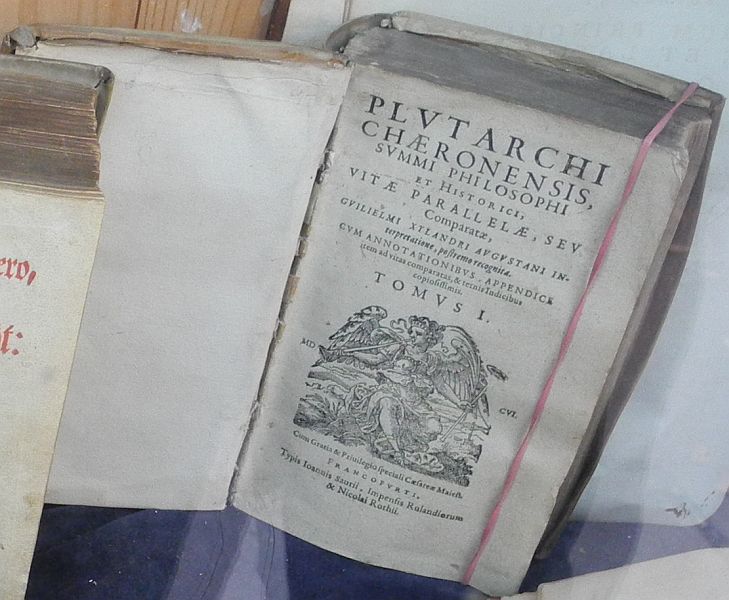 ero,
PLVTARCHI
CHÆRONENSIS,
SVMMI PHILOSOPHI
ET HISTORICI,
VITÆ PARALLELÆ, SEV
Comparatæ,
GVILIELMI XYLANDRI AVGVSTANI IN-
terpretatione, postremo recognita.
CVM ANNOTATIONIBVS, APPENDICE
item ad vitas comparatas, & ternis Indicibus
copiosissimis.
TOMVS I.
MD CVI.
Cum Gratia & Priuilegio speciali Cæsareæ Maiest.
FRANCOFVRTI,
Typis Ioannis Saurii, Impensis Rulandiorum
& Nicolai Rothii.